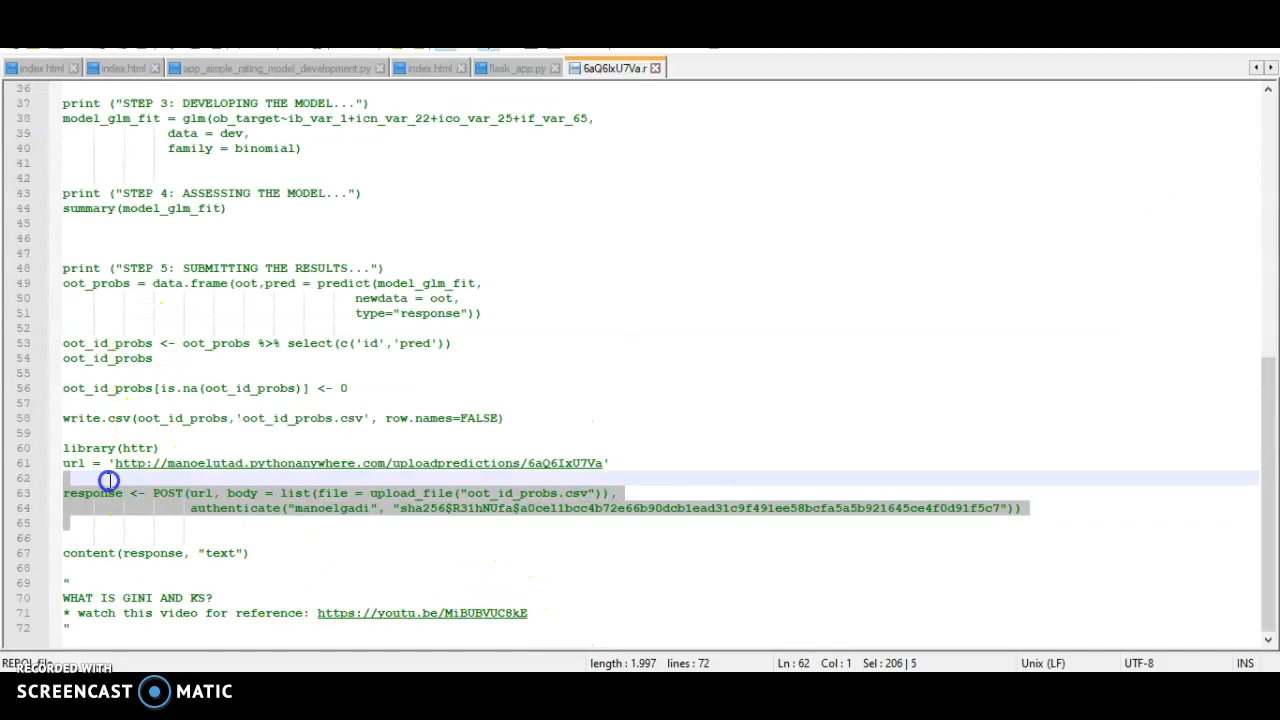 index.html index.html app_aimple_rating_model_development.py index.html flask_app.py 6aQ6IxU7Va.r
36
37 print ("STEP 3: DEVELOPING THE MODEL...")
38 model_glm_fit = glm(ob_target~ib_var_1+icn_var_22+ico_var_25+if_var_65,
39 data = dev,
40 family = binomial)
41
42
43 print ("STEP 4: ASSESSING THE MODEL...")
44 summary(model_glm_fit)
45
46
47
48 print ("STEP 5: SUBMITTING THE RESULTS...")
49 oot_probs = data.frame(oot,pred = predict(model_glm_fit,
50 newdata = oot,
51 type="response"))
52
53 oot_id_probs <- oot_probs %>% select(c('id','pred'))
54 oot_id_probs
55
56 oot_id_probs[is.na(oot_id_probs)] <- 0
57
58 write.csv(oot_id_probs,'oot_id_probs.csv', row.names=FALSE)
59
60 library(httr)
61 url = 'http://manoelutad.pythonanywhere.com/uploadpredictions/6aQ6IxU7Va'
62
63 response <- POST(url, body = list(file = upload_file("oot_id_probs.csv")),
64 authenticate("manoelgadi", "sha256$R31hNUfa$a0ce11bcc4b72e66b90dcb1ead31c9f491ee58bcfa5a5b921645ce4f0d91f5c7"))
65
66
67 content(response, "text")
68
69 "
70 WHAT IS GINI AND KS?
71 * watch this video for reference: https://youtu.be/MiBUBVUC8kE
72 "
length : 1.997 lines : 72 Ln : 62 Col : 1 Sel : 206 | 5 Unix (LF) UTF-8 INS
RECORDED WITH
SCREENCAST MATIC